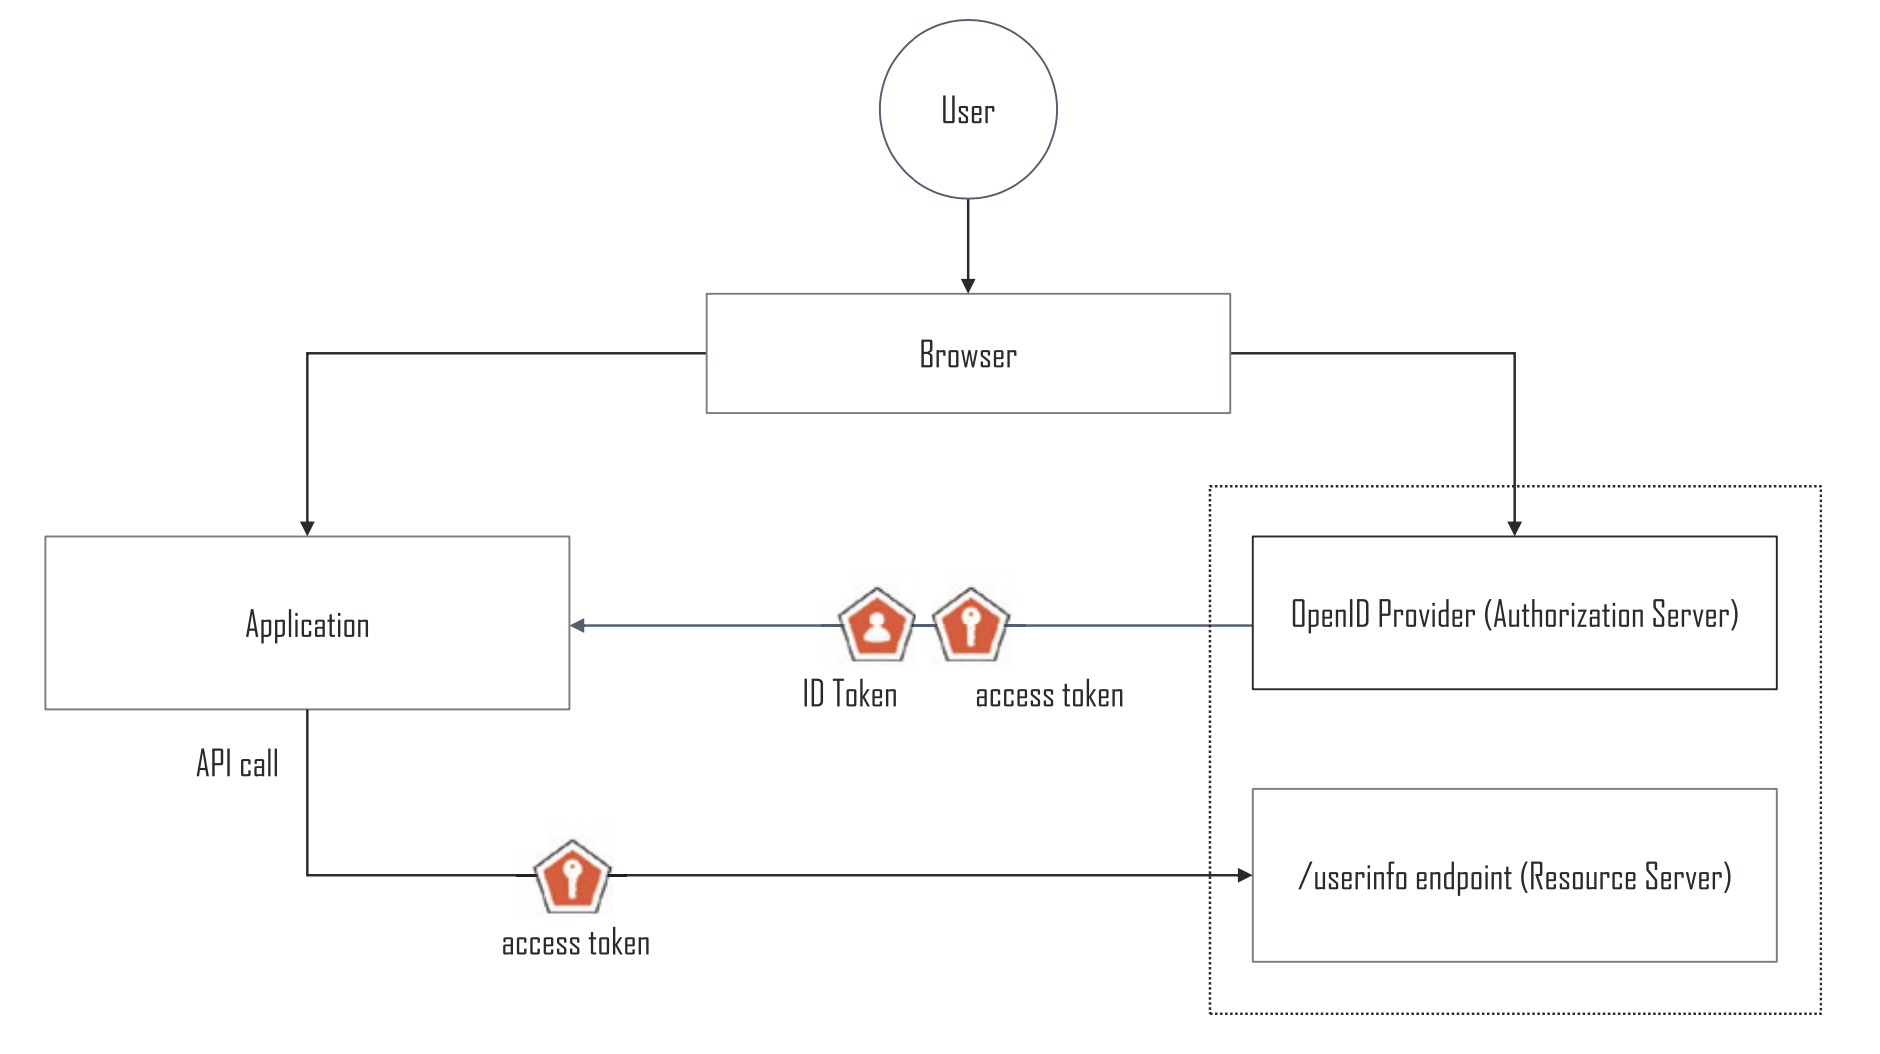 User
Browser
Application
OpenID Provider (Authorization Server)
ID Token
access token
API call
/userinfo endpoint (Resource Server)
access token